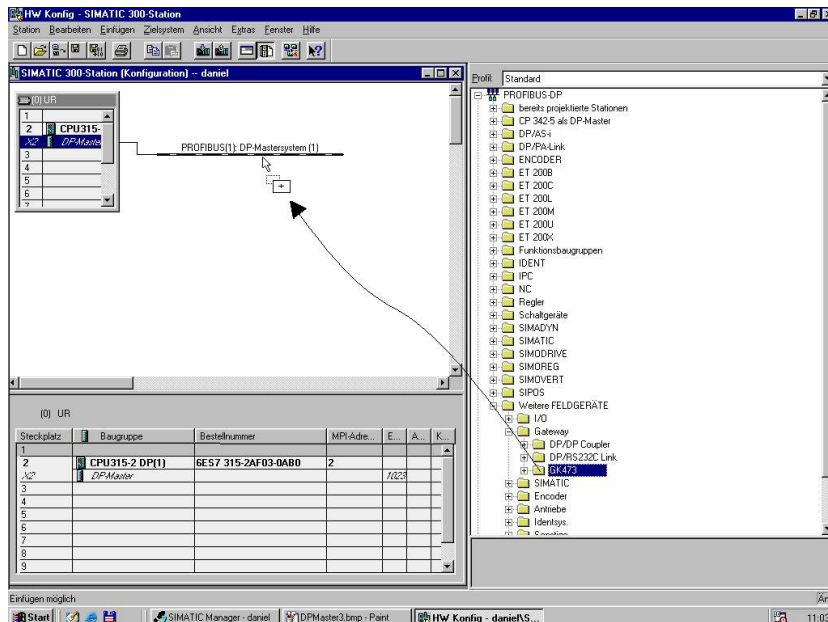 HW Konfig - SIMATIC 300-Station
Station Bearbeiten Einfügen Zielsystem Ansicht Extras Fenster Hilfe
SIMATIC 300-Station (Konfiguration) -- daniel
(0) UR
1
2 CPU315-
X2 DP-Master
3
4
5
6
7
PROFIBUS(1): DP-Mastersystem (1)
(0) UR
Steckplatz Baugruppe Bestellnummer MPI-Adre... E... A... K...
1
2 CPU315-2 DP(1) 6ES7 315-2AF03-0AB0 2
X2 DP-Master 1023
3
4
5
6
7
8
9
Profil: Standard
PROFIBUS-DP
bereits projektierte Stationen
CP 342-5 als DP-Master
DP/AS-i
DP/PA-Link
ENCODER
ET 200B
ET 200C
ET 200L
ET 200M
ET 200U
ET 200X
Funktionsbaugruppen
IDENT
IPC
NC
Regler
Schaltgeräte
SIMADYN
SIMATIC
SIMODRIVE
SIMOREG
SIMOVERT
SIPOS
Weitere FELDGERÄTE
I/O
Gateway
DP/DP Coupler
DP/RS232C Link
GK473
SIMATIC
Encoder
Antriebe
Identsys.
Einfügen möglich
Än
Start SIMATIC Manager - daniel DPMaster3.bmp - Paint HW Konfig - daniel\S... 11:03